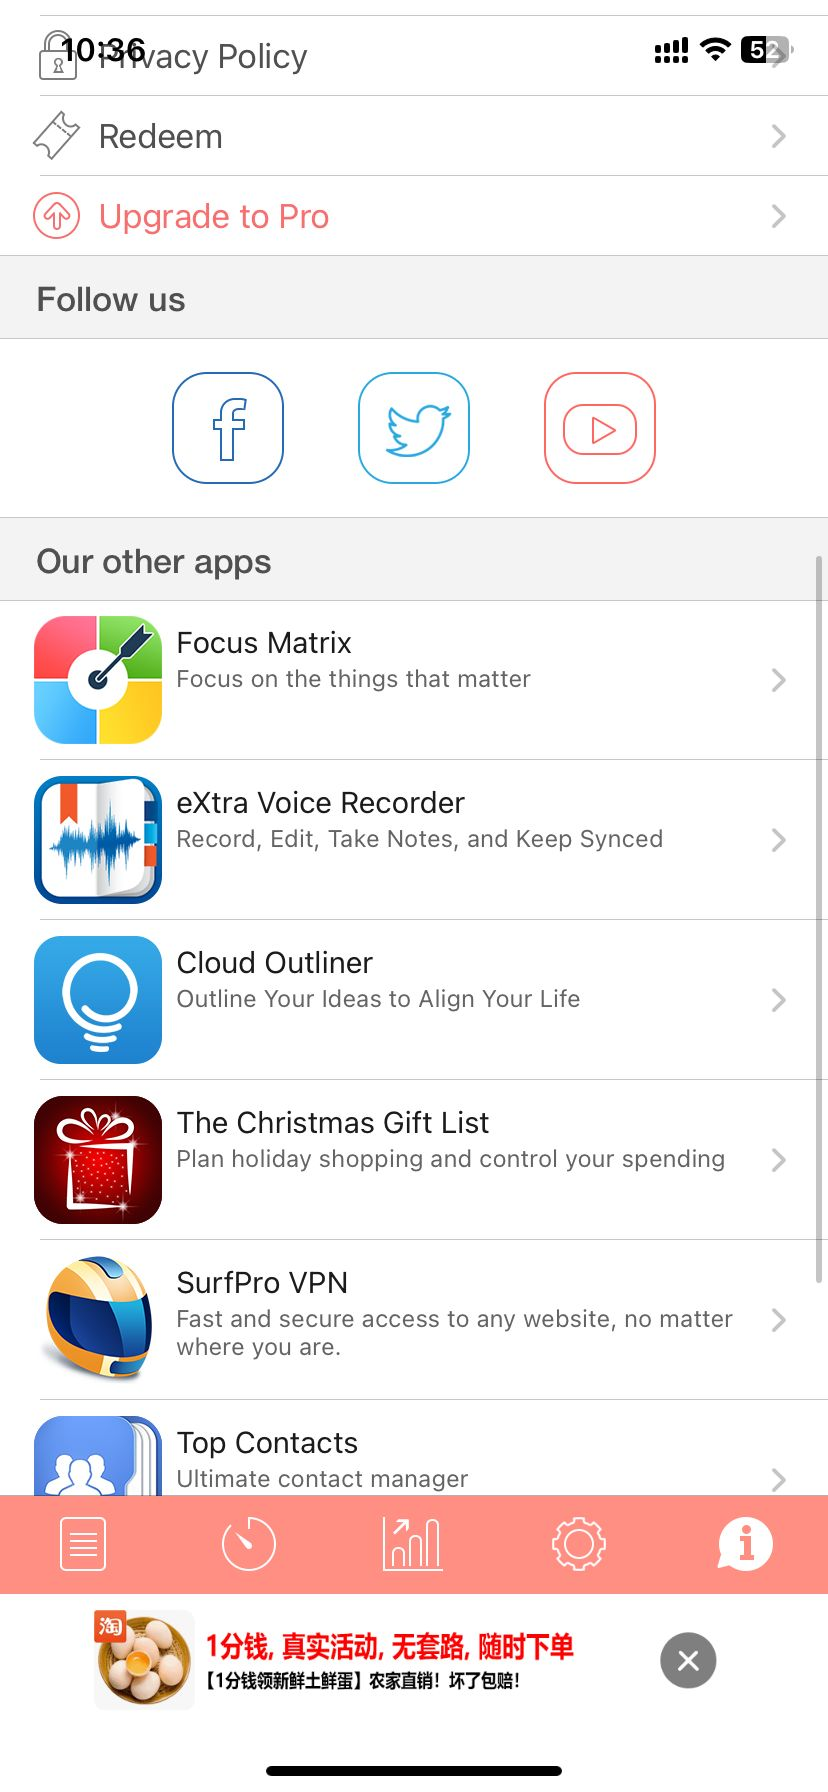 10:36
52
Privacy Policy
Redeem
Upgrade to Pro
Follow us
Our other apps
Focus Matrix
Focus on the things that matter
eXtra Voice Recorder
Record, Edit, Take Notes, and Keep Synced
Cloud Outliner
Outline Your Ideas to Align Your Life
The Christmas Gift List
Plan holiday shopping and control your spending
SurfPro VPN
Fast and secure access to any website, no matter
where you are.
Top Contacts
Ultimate contact manager
淘
1分钱, 真实活动, 无套路, 随时下单
【1分钱领新鲜土鲜蛋】农家直销！坏了包赔！